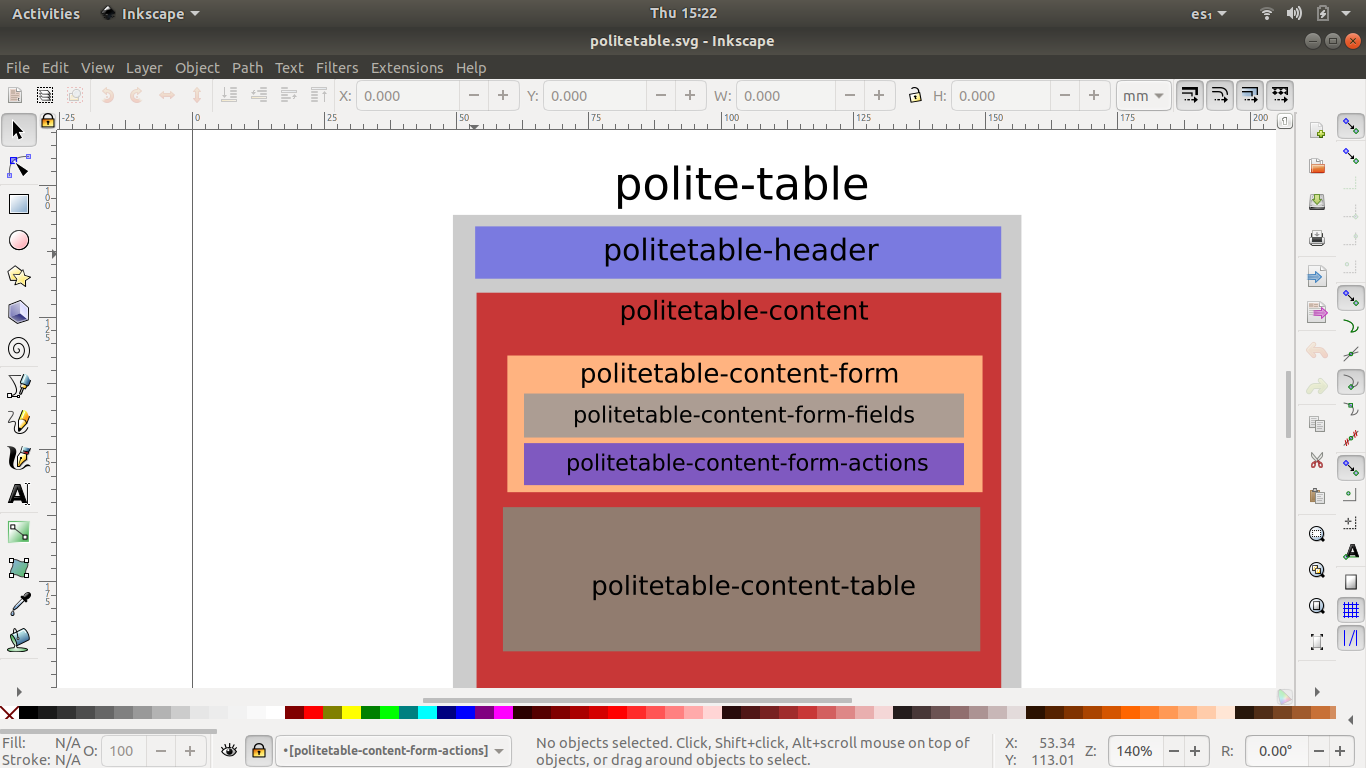 Activities Inkscape Thu 15:22 es₁
politetable.svg - Inkscape
File Edit View Layer Object Path Text Filters Extensions Help
X: 0.000 Y: 0.000 W: 0.000 H: 0.000 mm
-25 0 25 50 75 100 125 150 175 200
100
125
150
175
polite-table
politetable-header
politetable-content
politetable-content-form
politetable-content-form-fields
politetable-content-form-actions
politetable-content-table
Fill: N/A O: 100 •[politetable-content-form-actions] No objects selected. Click, Shift+click, Alt+scroll mouse on top of X: 53.34 Z: 140% R: 0.00°
Stroke: N/A objects, or drag around objects to select. Y: 113.01